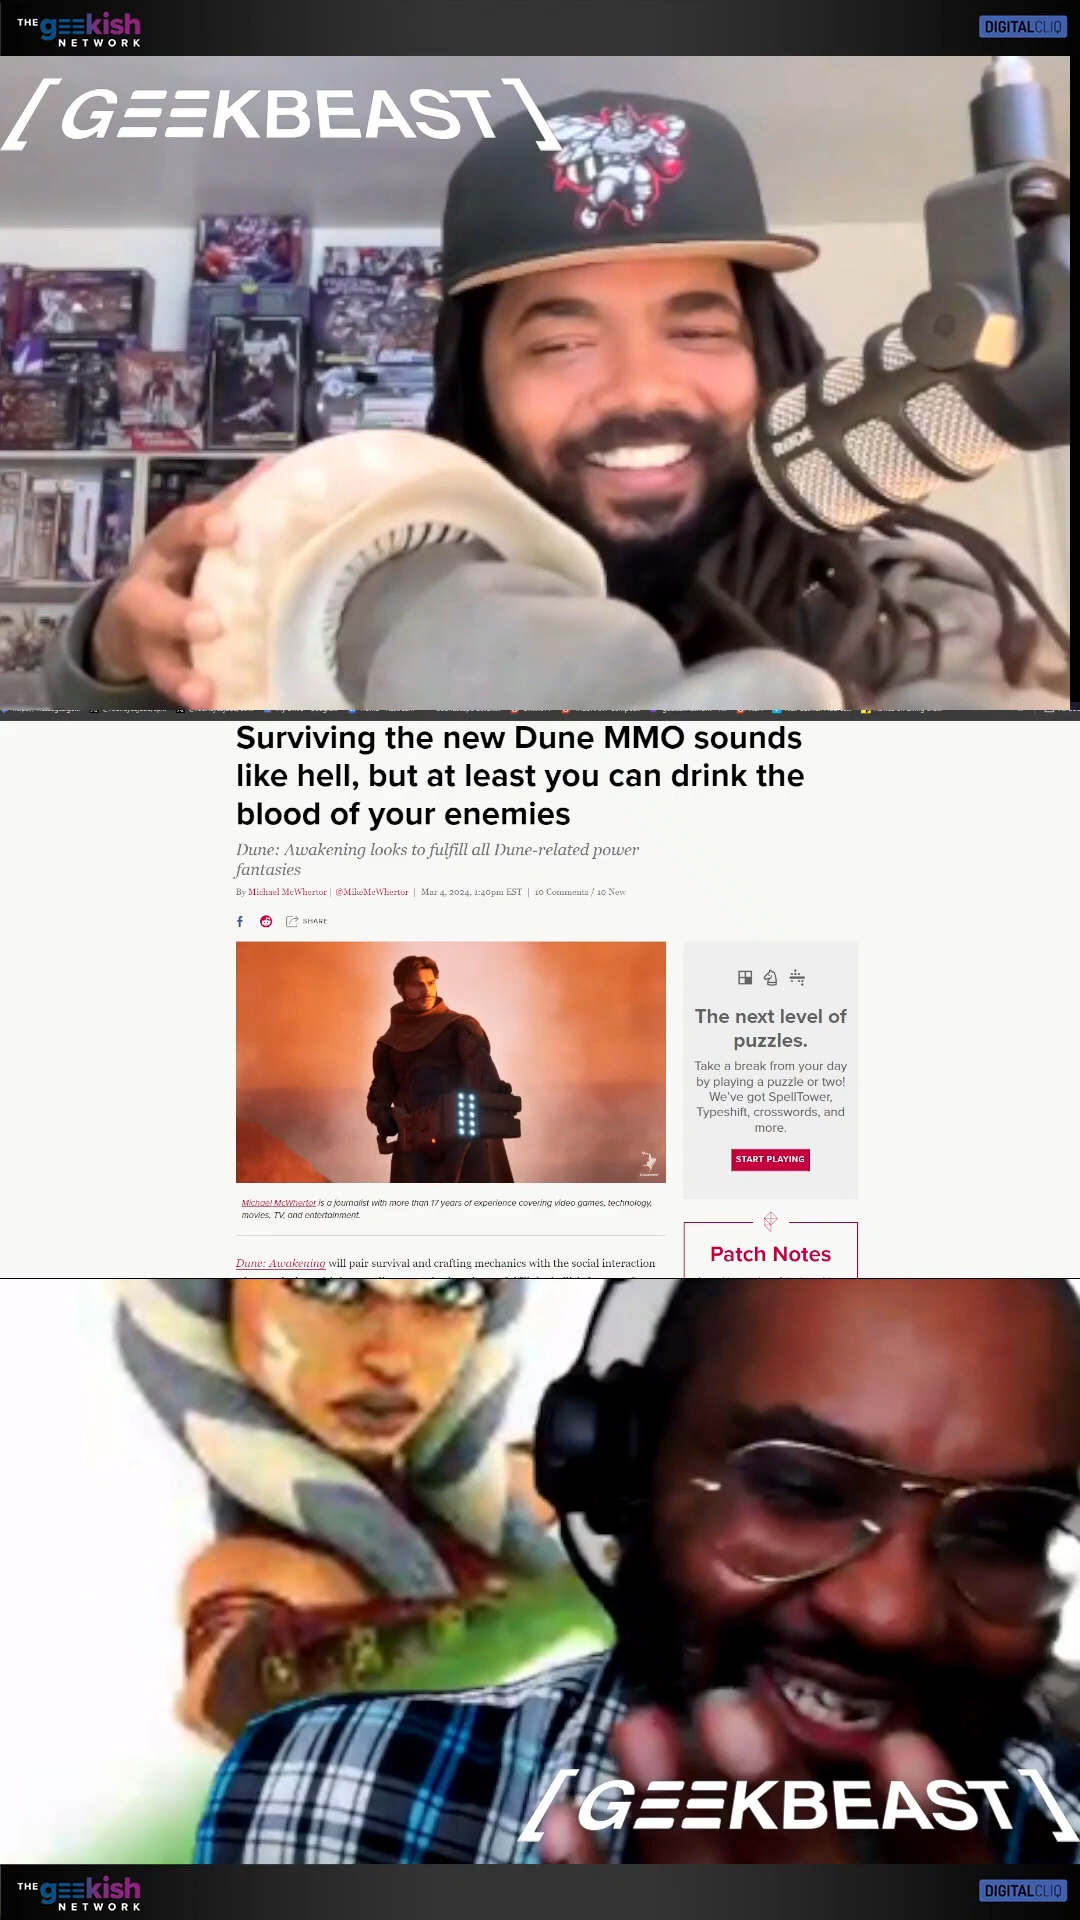 THE geekish NETWORK
DIGITALCLIQ
[GEEKBEAST]
RODE
Surviving the new Dune MMO sounds
like hell, but at least you can drink the
blood of your enemies
Dune: Awakening looks to fulfill all Dune-related power
fantasies
By Michael McWhertor | @MikeMcWhertor | Mar 4, 2024, 1:40pm EST | 10 Comments / 10 New
SHARE
The next level of
puzzles.
Take a break from your day
by playing a puzzle or two!
We've got SpellTower,
Typeshift, crosswords, and
more.
START PLAYING
Michael McWhertor is a journalist with more than 17 years of experience covering video games, technology,
movies, TV, and entertainment.
Patch Notes
Dune: Awakening will pair survival and crafting mechanics with the social interaction
[GEEKBEAST]
THE geekish NETWORK
DIGITALCLIQ